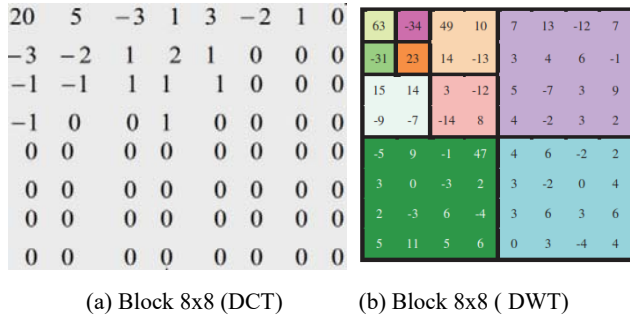 20 5 −3 1 3 −2 1 0
−3 −2 1 2 1 0 0 0
−1 −1 1 1 1 0 0 0
−1 0 0 1 0 0 0 0
0 0 0 0 0 0 0 0
0 0 0 0 0 0 0 0
0 0 0 0 0 0 0 0
0 0 0 0 0 0 0 0
63 -34 49 10 7 13 -12 7
-31 23 14 -13 3 4 6 -1
15 14 3 -12 5 -7 3 9
-9 -7 -14 8 4 -2 3 2
-5 9 -1 47 4 6 -2 2
3 0 -3 2 3 -2 0 4
2 -3 6 -4 3 6 3 6
5 11 5 6 0 3 -4 4
(a) Block 8x8 (DCT)
(b) Block 8x8 ( DWT)